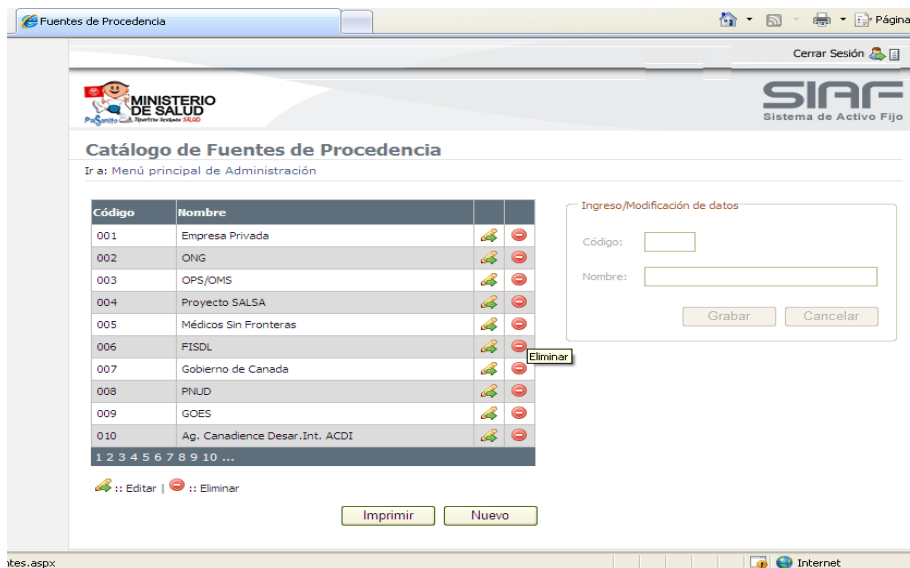 Fuentes de Procedencia
Página
Cerrar Sesión
MINISTERIO
DE SALUD
SIAF
Sistema de Activo Fijo
Catálogo de Fuentes de Procedencia
Ir a: Menú principal de Administración
Código Nombre
001 Empresa Privada
002 ONG
003 OPS/OMS
004 Proyecto SALSA
005 Médicos Sin Fronteras
006 FISDL
007 Gobierno de Canada
008 PNUD
009 GOES
010 Ag. Canadience Desar.Int. ACDI
1 2 3 4 5 6 7 8 9 10 ...
Eliminar
:: Editar | :: Eliminar
Imprimir Nuevo
Ingreso/Modificación de datos
Código:
Nombre:
Grabar Cancelar
ntes.aspx
Internet